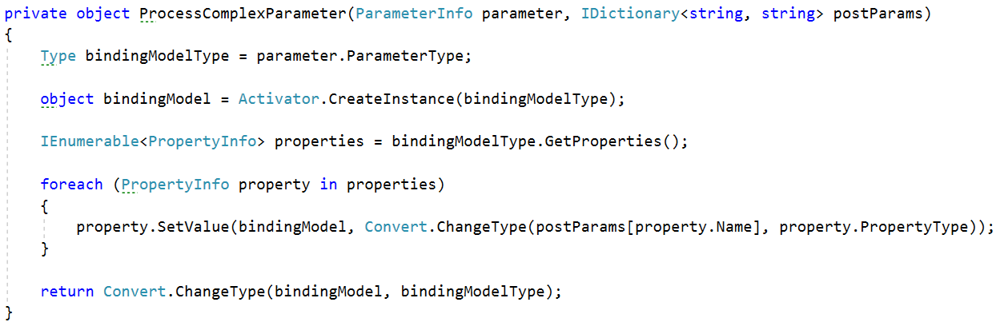 private object ProcessComplexParameter(ParameterInfo parameter, IDictionary<string, string> postParams)
{
Type bindingModelType = parameter.ParameterType;
object bindingModel = Activator.CreateInstance(bindingModelType);
IEnumerable<PropertyInfo> properties = bindingModelType.GetProperties();
foreach (PropertyInfo property in properties)
{
property.SetValue(bindingModel, Convert.ChangeType(postParams[property.Name], property.PropertyType));
}
return Convert.ChangeType(bindingModel, bindingModelType);
}